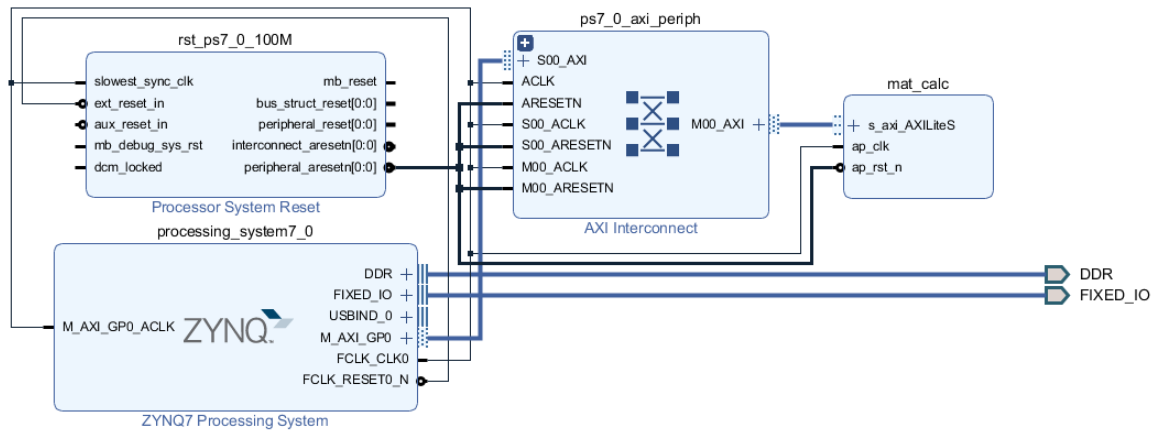 rst_ps7_0_100M
slowest_sync_clk
ext_reset_in
aux_reset_in
mb_debug_sys_rst
dcm_locked
mb_reset
bus_struct_reset[0:0]
peripheral_reset[0:0]
interconnect_aresetn[0:0]
peripheral_aresetn[0:0]
Processor System Reset
ps7_0_axi_periph
S00_AXI
ACLK
ARESETN
S00_ACLK
S00_ARESETN
M00_ACLK
M00_ARESETN
M00_AXI
AXI Interconnect
mat_calc
s_axi_AXILiteS
ap_clk
ap_rst_n
processing_system7_0
M_AXI_GP0_ACLK
ZYNQ
DDR
FIXED_IO
USBIND_0
M_AXI_GP0
FCLK_CLK0
FCLK_RESET0_N
ZYNQ7 Processing System
DDR
FIXED_IO